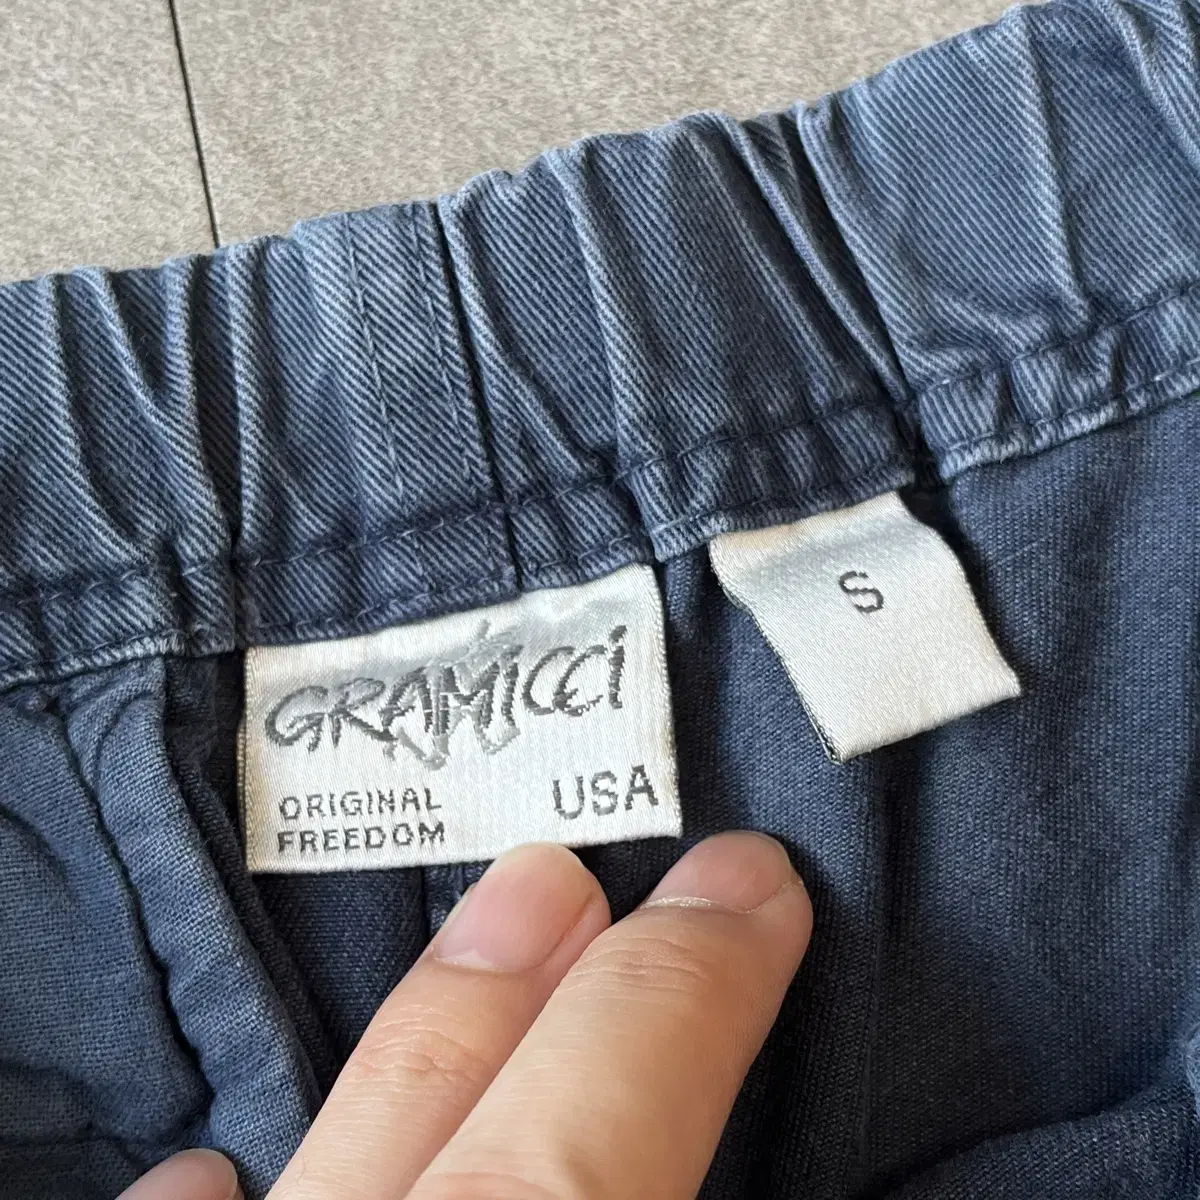 GRAMICCi
ORIGINAL
FREEDOM
USA
S